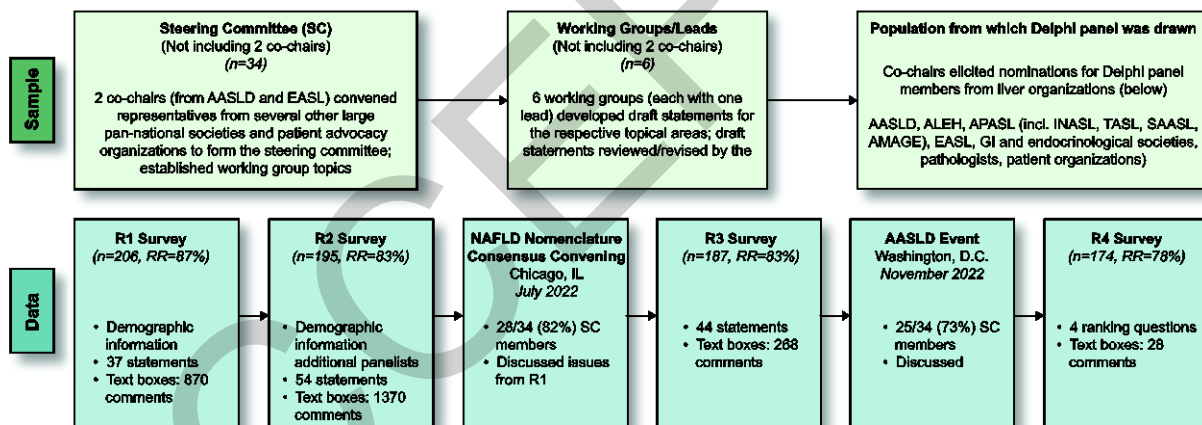 Sample
Steering Committee (SC)
(Not including 2 co-chairs)
(n=34)
2 co-chairs (from AASLD and EASL) convened
representatives from several other large
pan-national societies and patient advocacy
organizations to form the steering committee;
established working group topics
Working Groups/Leads
(Not including 2 co-chairs)
(n=6)
6 working groups (each with one
lead) developed draft statements for
the respective topical areas; draft
statements reviewed/revised by the
Population from which Delphi panel was drawn
Co-chairs elicited nominations for Delphi panel
members from liver organizations (below)
AASLD, ALEH, APASL (incl. INASL, TASL, SAASL,
AMAGE), EASL, GI and endocrinological societies,
pathologists, patient organizations)
Data
R1 Survey
(n=206, RR=87%)
• Demographic
information
• 37 statements
• Text boxes: 870
comments
R2 Survey
(n=195, RR=83%)
• Demographic
information
additional panelists
• 54 statements
• Text boxes: 1370
comments
NAFLD Nomenclature
Consensus Convening
Chicago, IL
July 2022
• 28/34 (82%) SC
members
• Discussed issues
from R1
R3 Survey
(n=187, RR=83%)
• 44 statements
• Text boxes: 268
comments
AASLD Event
Washington, D.C.
November 2022
• 25/34 (73%) SC
members
• Discussed
R4 Survey
(n=174, RR=78%)
• 4 ranking questions
• Text boxes: 28
comments